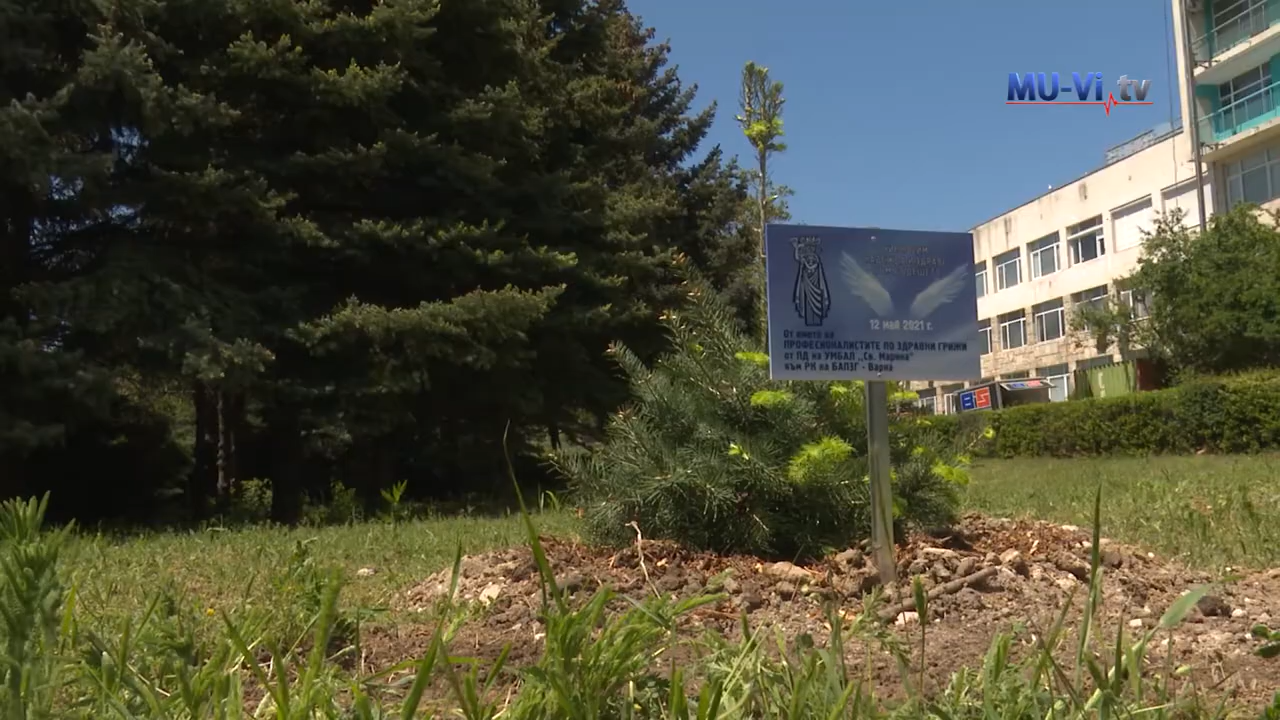 MU-Vi.tv
12 май 2021 г.
От името на
ПРОФЕСИОНАЛИСТИТЕ ПО ЗДРАВНИ ГРИЖИ
от ПД на УМБАЛ „Св. Марина"
към РК на БАПЗГ - Варна